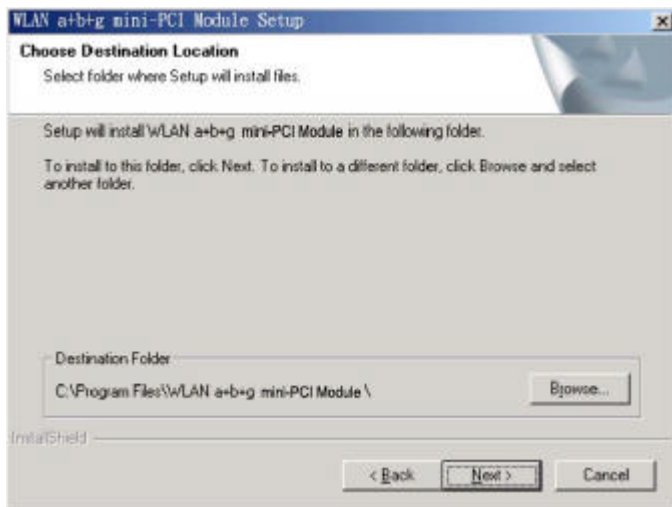 WLAN a+b+g mini-PCI Module Setup
Choose Destination Location
Select folder where Setup will install files.
Setup will install WLAN a+b+g mini-PCI Module in the following folder.
To install to this folder, click Next. To install to a different folder, click Browse and select
another folder.
Destination Folder
C:\Program Files\WLAN a+b+g mini-PCI Module\
Browse...
InstallShield
< Back
Next >
Cancel